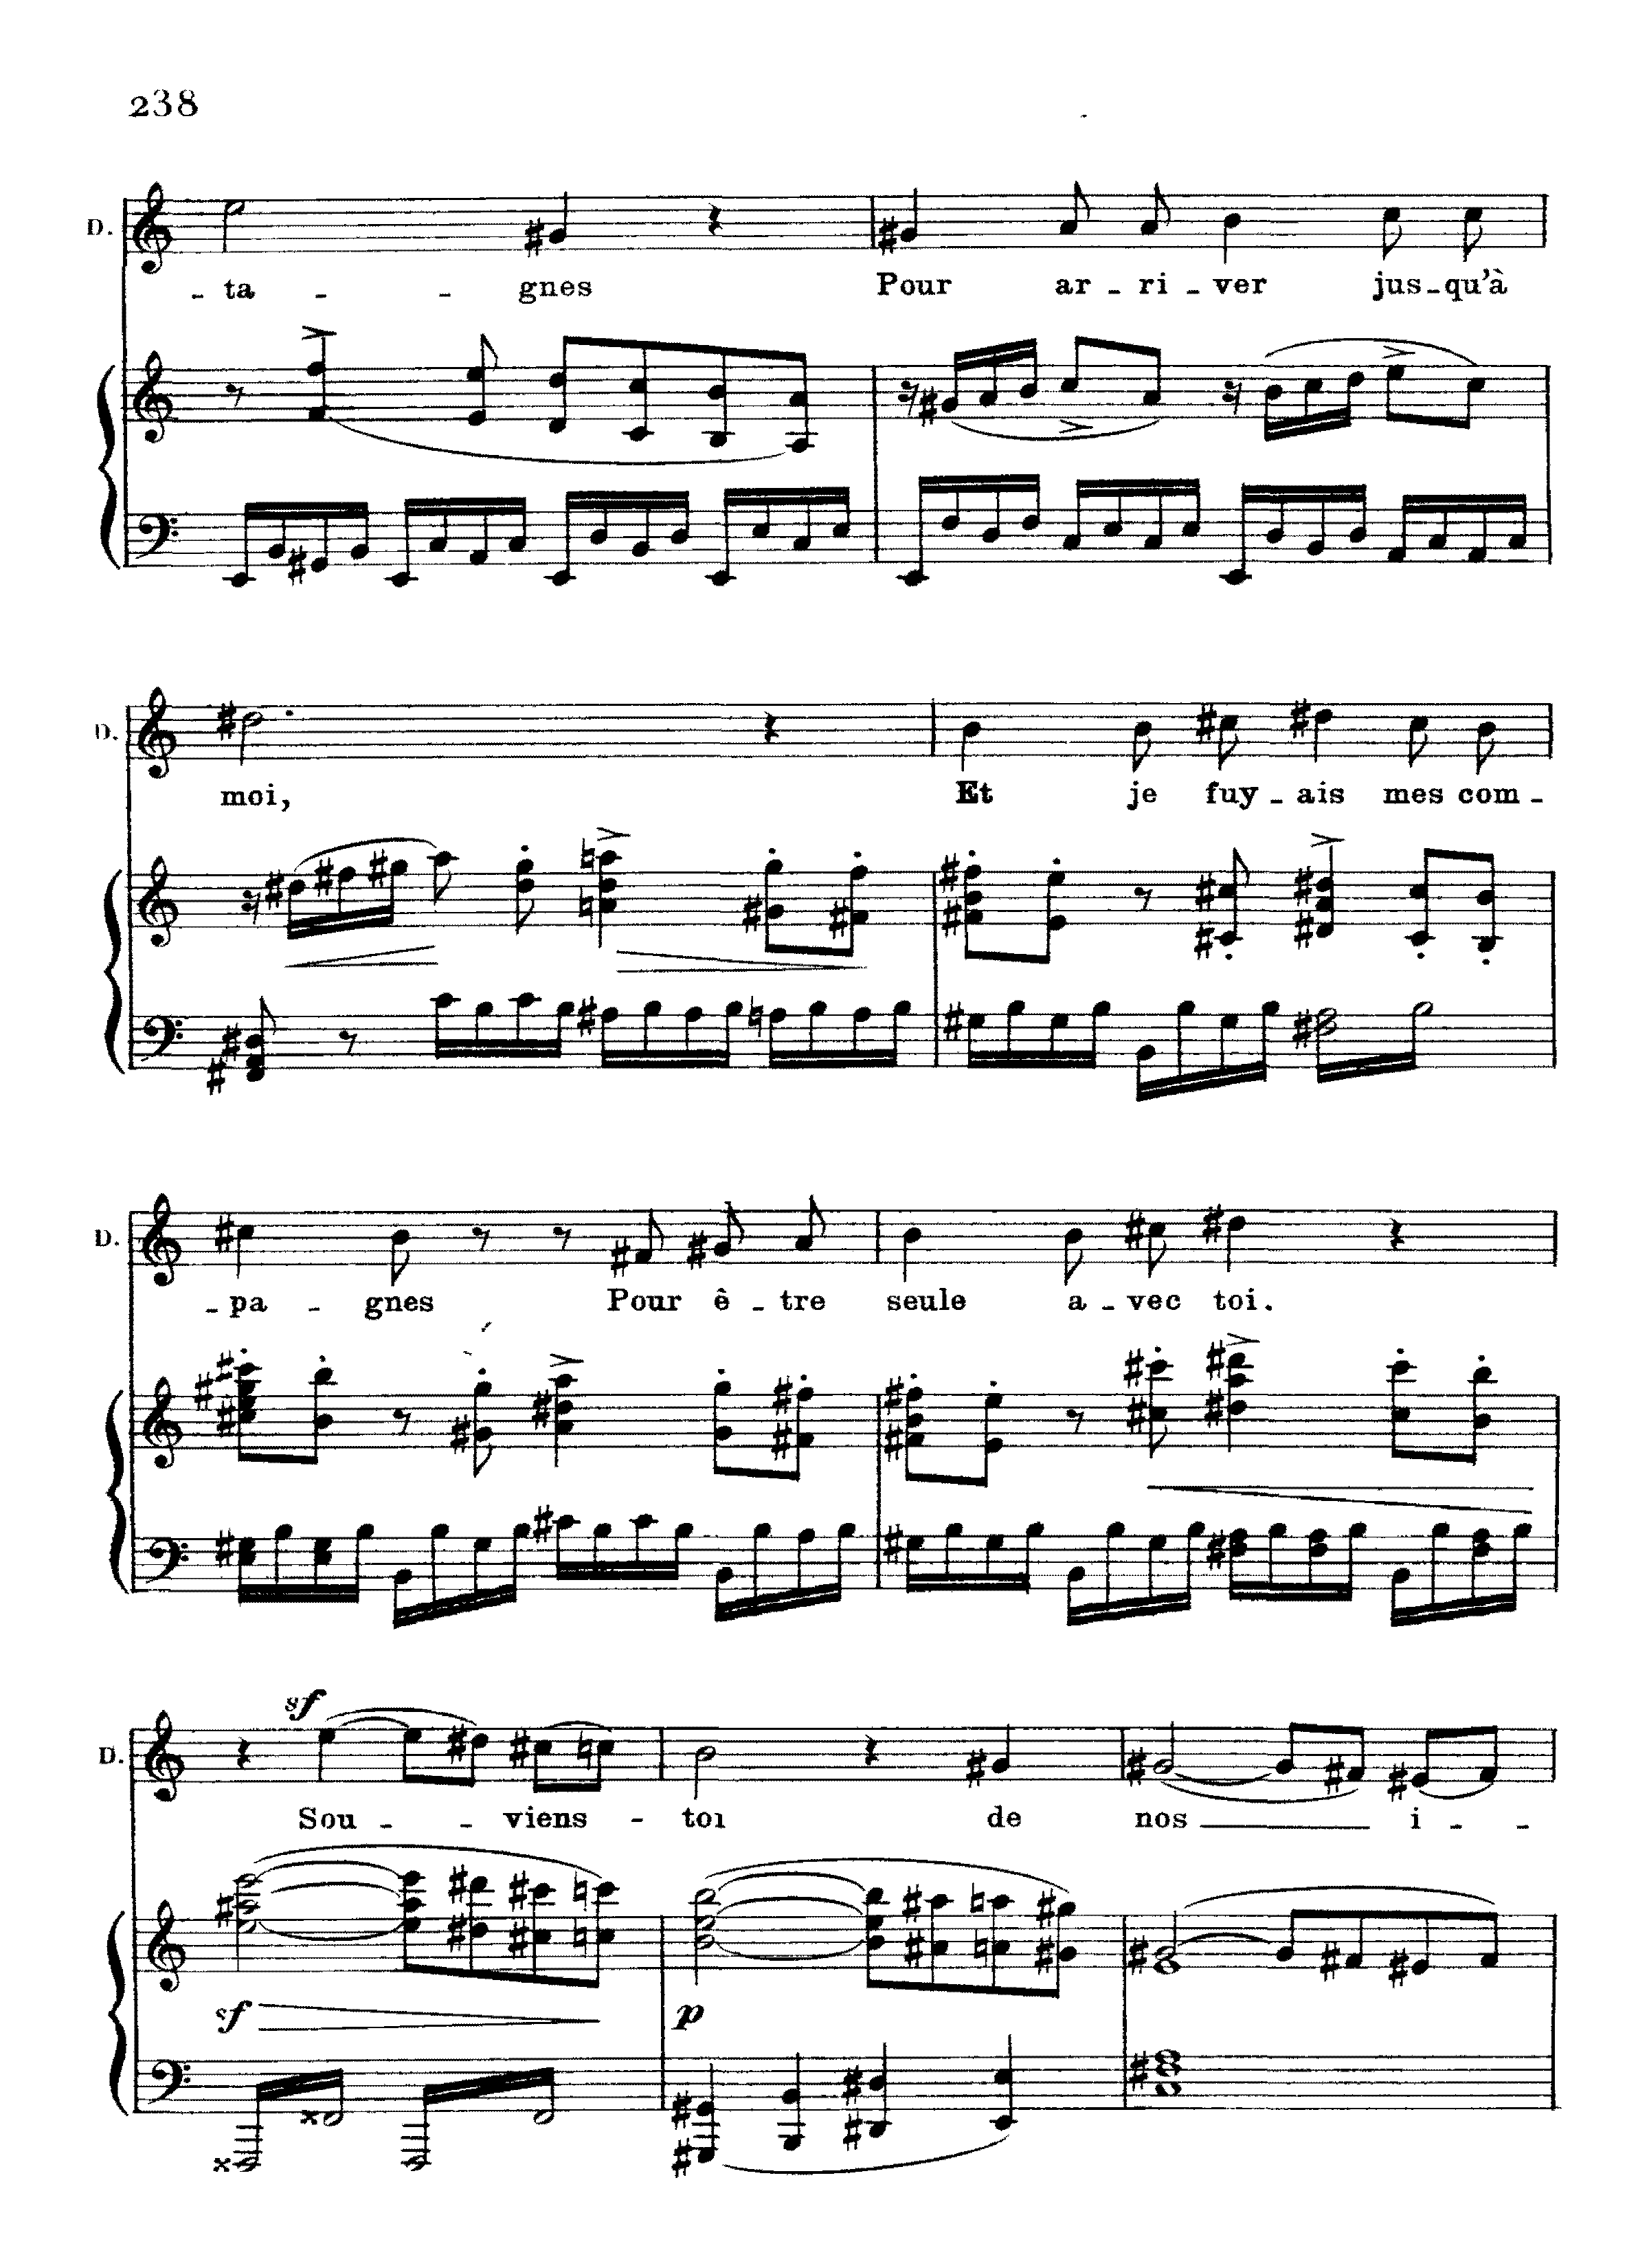 238
D.
- ta - - gnes Pour ar - ri - ver jus - qu'à
D.
moi, Et je fuy - ais mes com -
D.
- pa - gnes Pour ê - tre seule a - vec toi.
sf
D.
Sou - - viens - toi de nos i - -
sf p